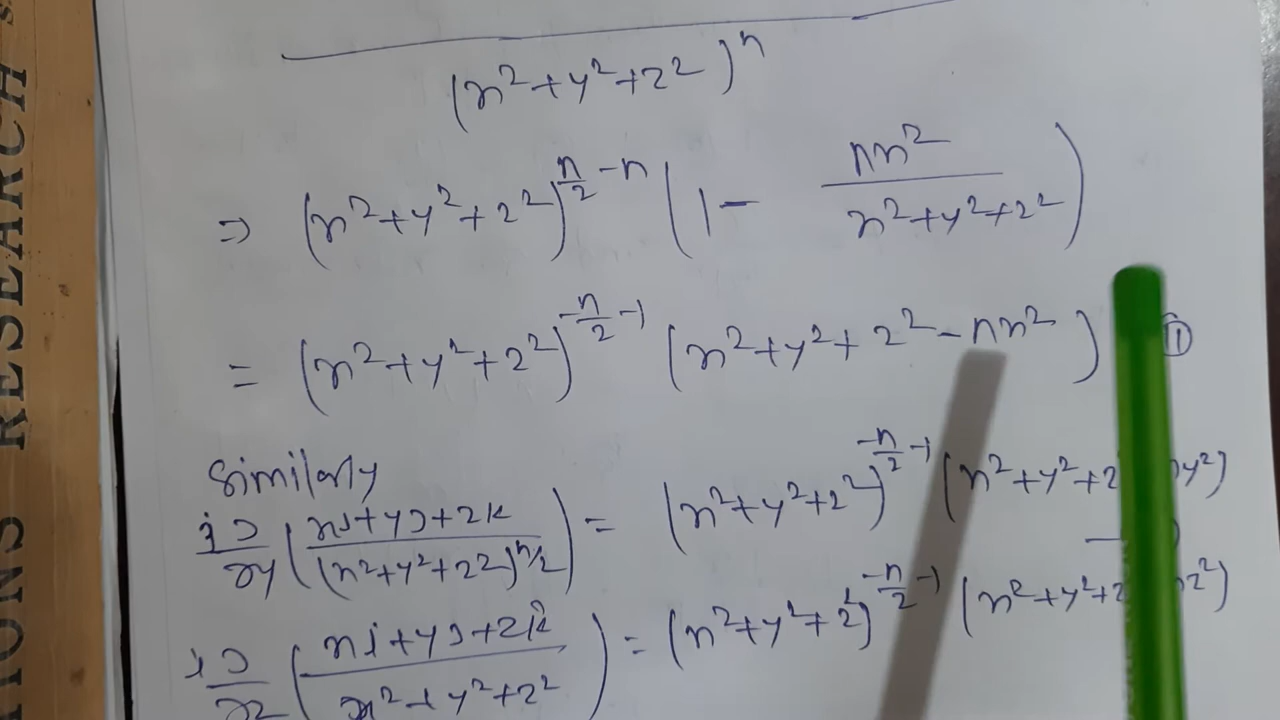 (x²+y²+z²)ⁿ
⇒ (x²+y²+z²)^(n/2 -n) (1 - nx²/(x²+y²+z²))
= (x²+y²+z²)^(-n/2 -1) (x²+y²+z²-nx²) ①
Similarly
j∂/∂y (xi+yj+zk/(x²+y²+z²)^(n/2)) = (x²+y²+z²)^(-n/2 -1) (x²+y²+z y²)
∂/∂z (xi+yj+zk̂/x²+y²+z²) = (x²+y²+z²)^(-n/2 -1) (x²+y²+z z²)
IONS RESEARCH